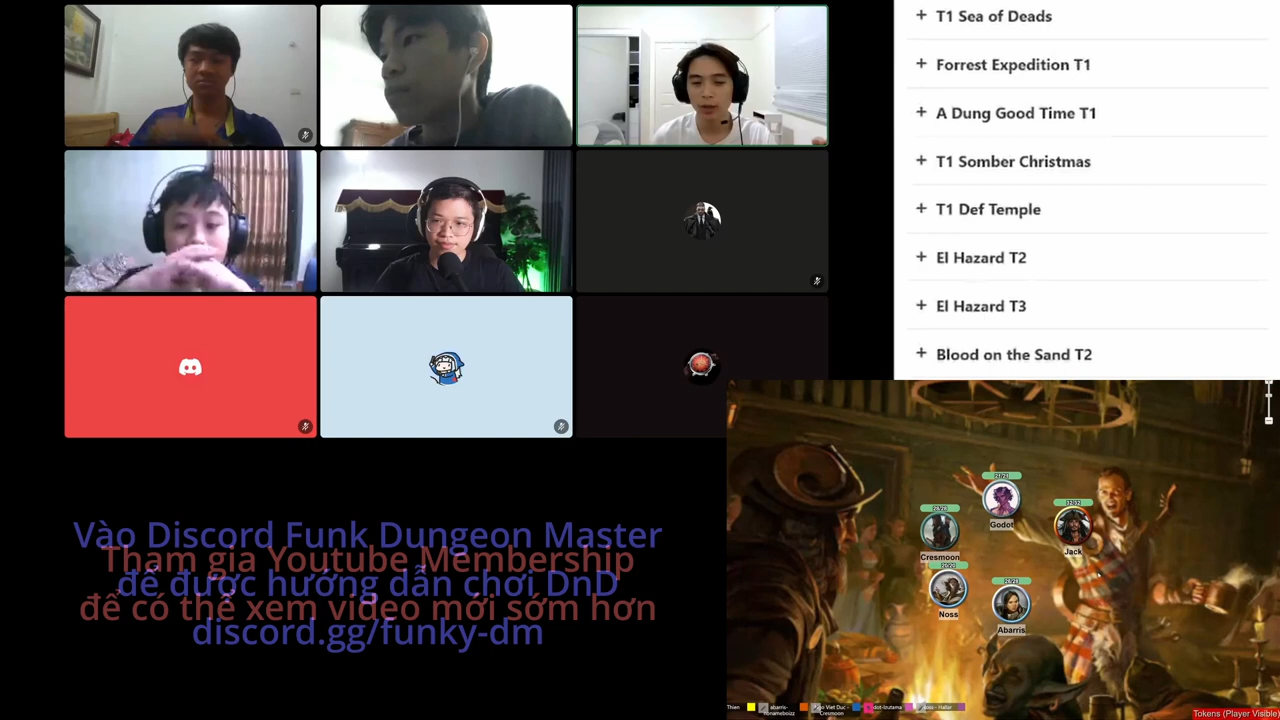 + T1 Sea of Deads
+ Forrest Expedition T1
+ A Dung Good Time T1
+ T1 Somber Christmas
+ T1 Def Temple
+ El Hazard T2
+ El Hazard T3
+ Blood on the Sand T2
Godot
Cresmoon
Jack
Noss
Abarris
Vào Discord Funk Dungeon Master
Tham gia Youtube Membership
để được hướng dẫn chơi DnD
để có thể xem video mới sớm hơn
discord.gg/funky-dm
Thien
Cresmoon
Tokens (Player Visible)